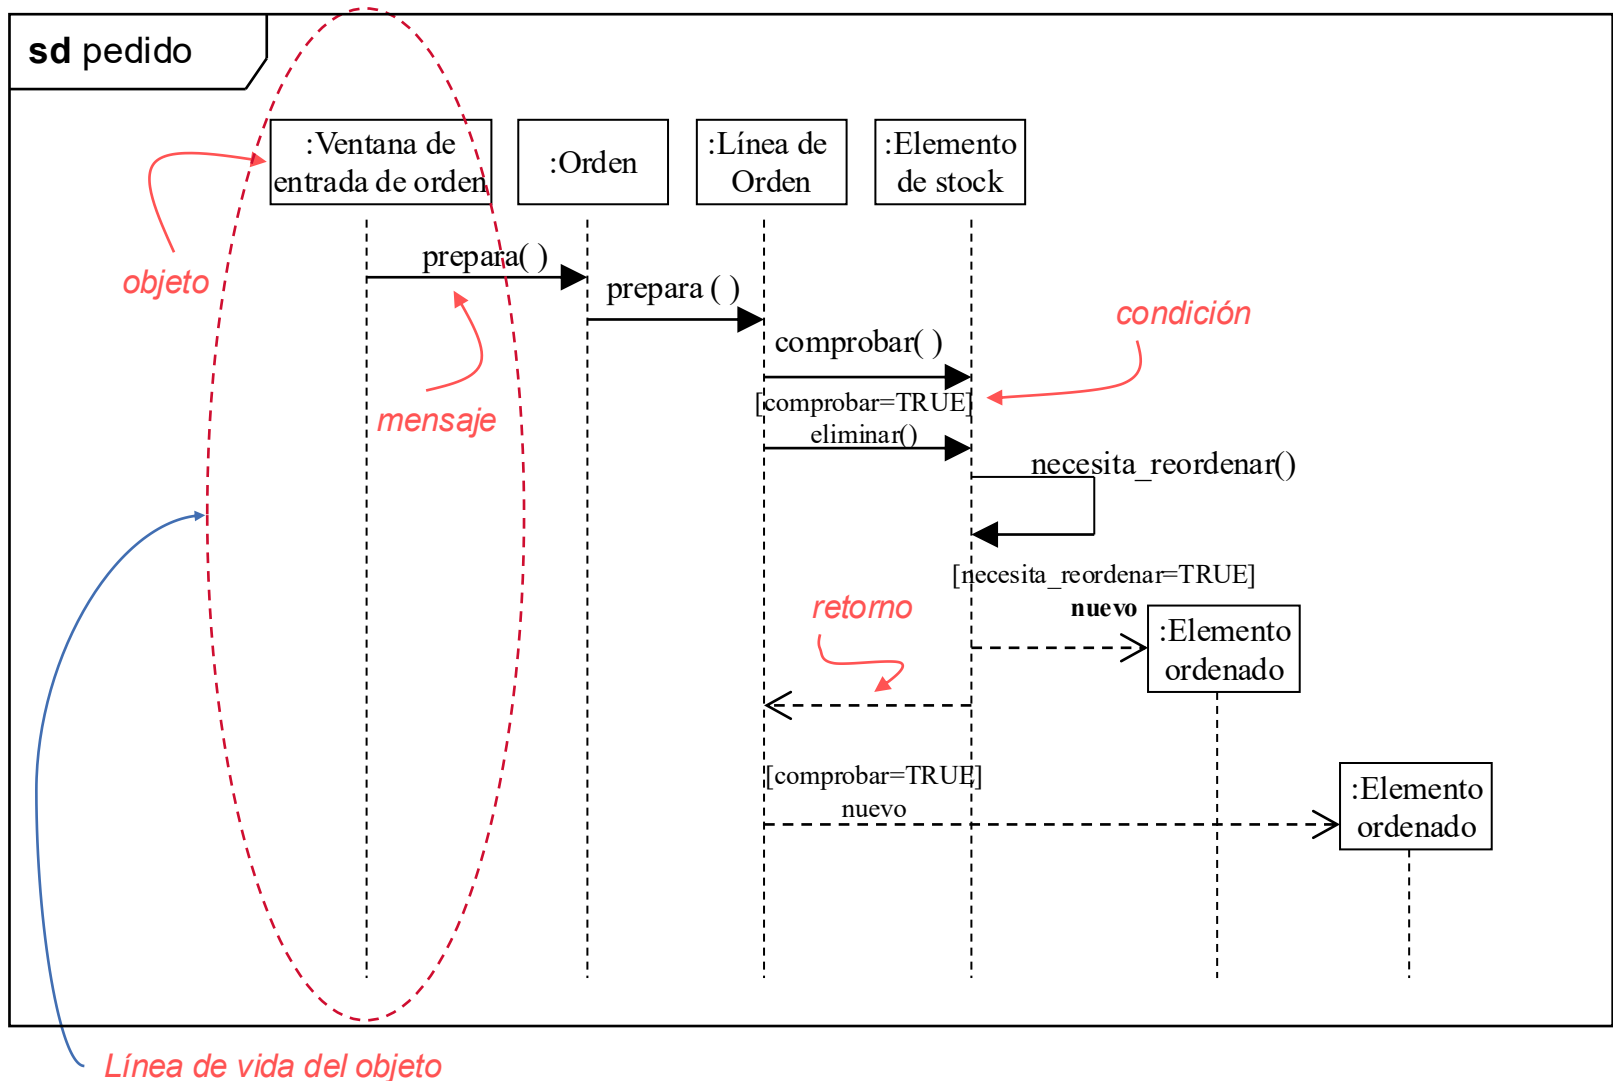 sd pedido
:Ventana de
entrada de orden
:Orden
:Línea de
Orden
:Elemento
de stock
prepara( )
objeto
prepara ( )
condición
comprobar( )
[comprobar=TRUE]
mensaje
eliminar()
necesita_reordenar()
[necesita_reordenar=TRUE]
nuevo
retorno
:Elemento
ordenado
[comprobar=TRUE]
nuevo
:Elemento
ordenado
Línea de vida del objeto